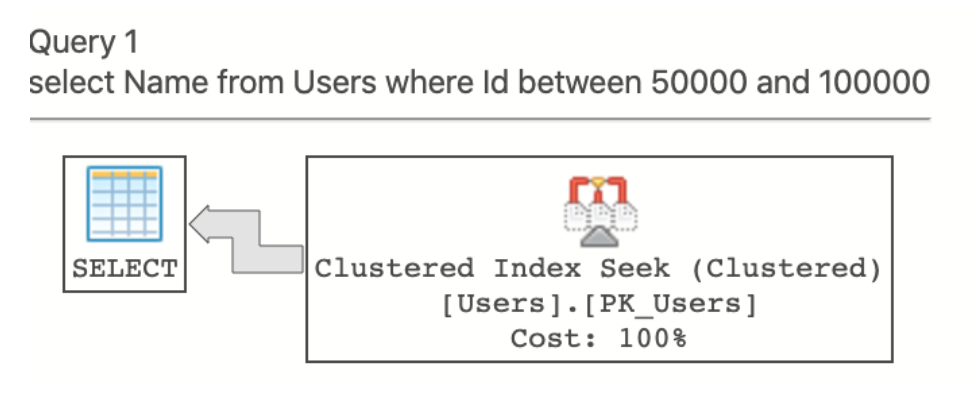 Query 1
select Name from Users where Id between 50000 and 100000
SELECT
Clustered Index Seek (Clustered)
[Users].[PK_Users]
Cost: 100%